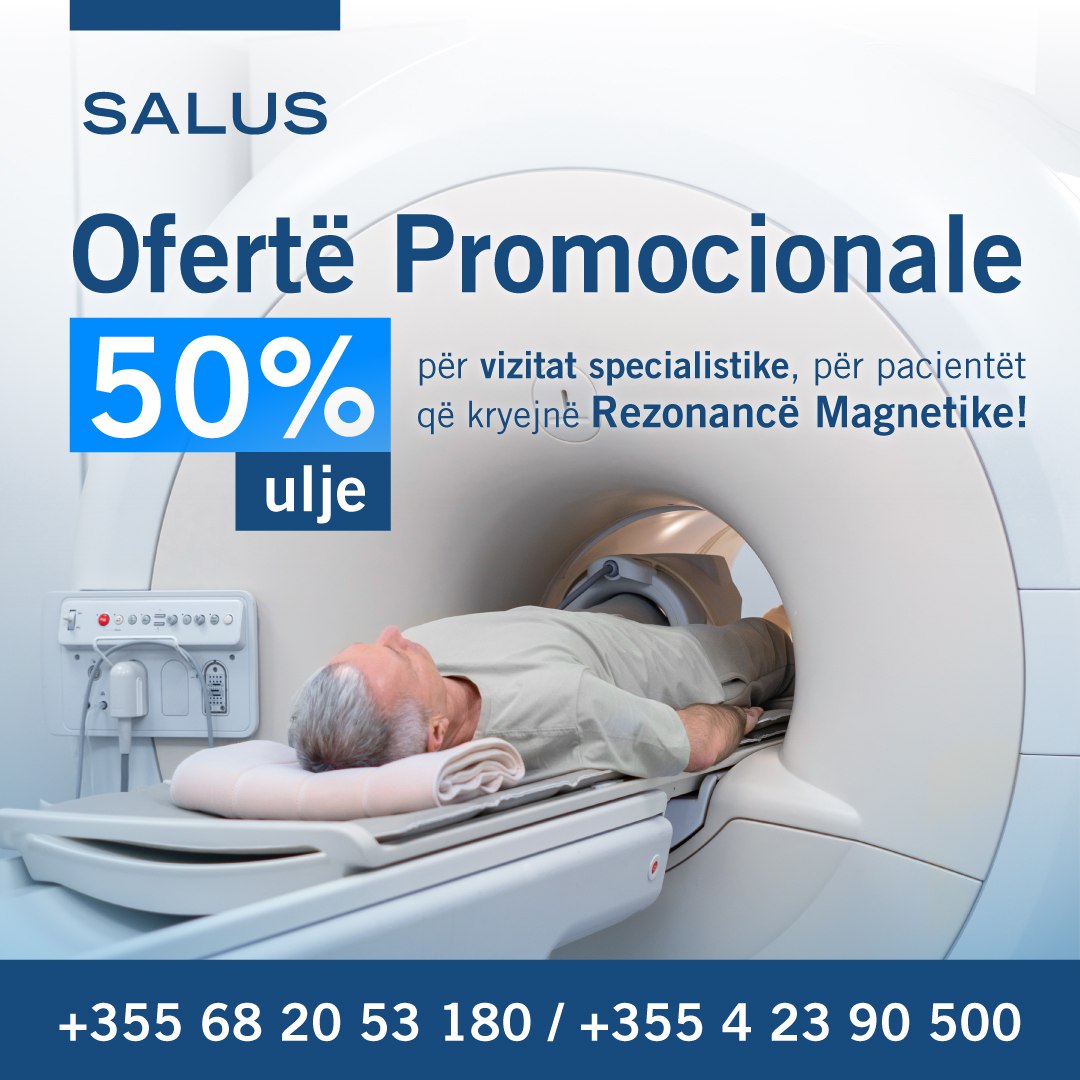 SALUS
Ofertë Promocionale
50%
ulje
për vizitat specialistike, për pacientët
që kryejnë Rezonancë Magnetike!
+355 68 20 53 180 / +355 4 23 90 500